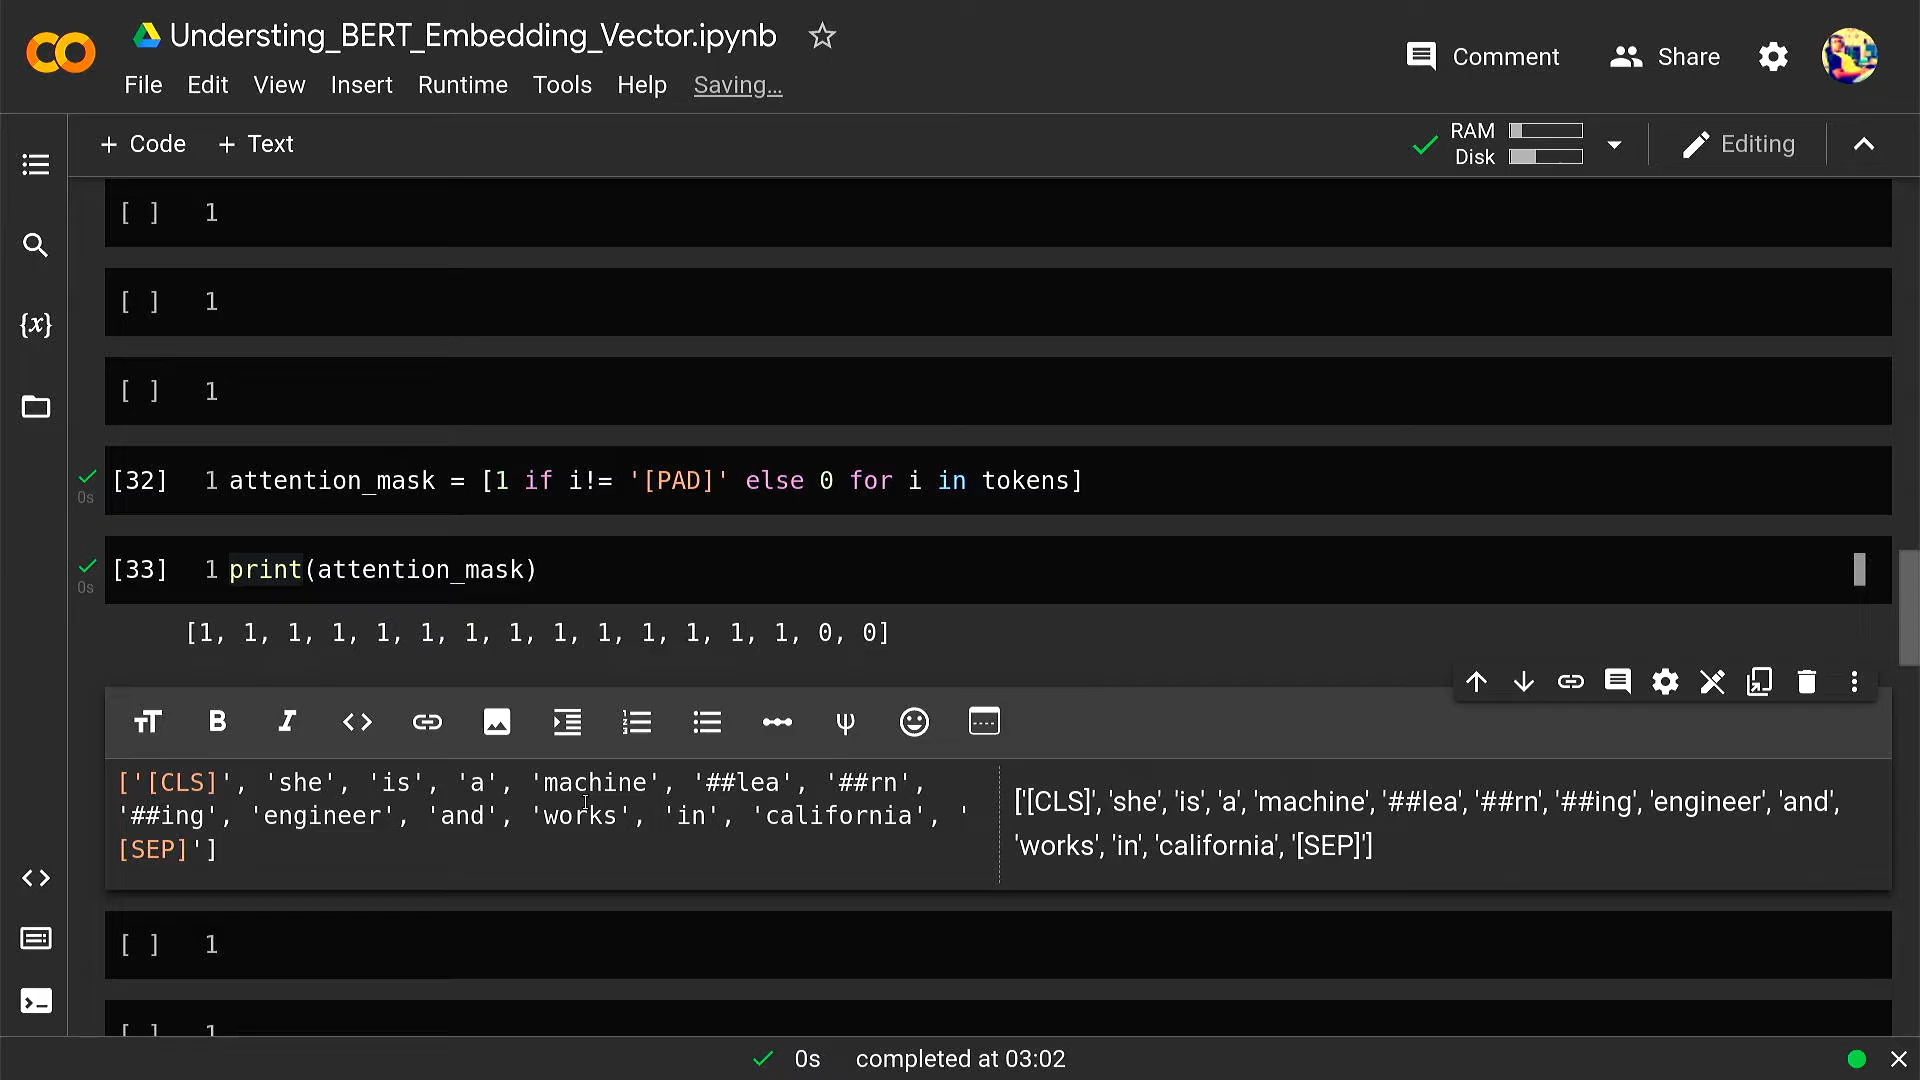 Understing_BERT_Embedding_Vector.ipynb
Comment
Share
File Edit View Insert Runtime Tools Help Saving...
+ Code + Text
RAM
Disk
Editing
[ ] 1
[ ] 1
[ ] 1
[32] 1 attention_mask = [1 if i!= '[PAD]' else 0 for i in tokens]
0s
[33] 1 print(attention_mask)
0s
[1, 1, 1, 1, 1, 1, 1, 1, 1, 1, 1, 1, 1, 1, 0, 0]
['[CLS]', 'she', 'is', 'a', 'machine', '##lea', '##rn',
'##ing', 'engineer', 'and', 'works', 'in', 'california', '
[SEP]']
['[CLS]', 'she', 'is', 'a', 'machine', '##lea', '##rn', '##ing', 'engineer', 'and',
'works', 'in', 'california', '[SEP]']
[ ] 1
[ ] 1
0s completed at 03:02